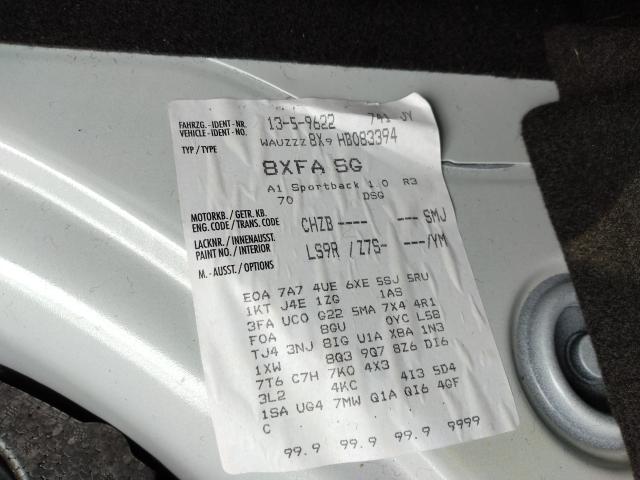 FAHRZG.-IDENT-NR. 13-5-9622 741 JY
VEHICLE-IDENT-NO. WAUZZZ8X9 HB083394
TYP / TYPE 8XFA 5G
A1 Sportback 1.0 R3
70 DSG
MOTORKB. / GETR. KB.
ENG. CODE / TRANS. CODE CHZB ---- --- SMJ
LACKNR. / INNENAUSST.
PAINT NO. / INTERIOR LS9R / Z7S- ---/YM
M. - AUSST. / OPTIONS
E0A 7A7 4UE 6XE 5SJ 5RU
1KT J4E 1ZG 1AS
3FA UC0 G22 5MA 7X4 4R1
F0A 8GU 0YC L58
TJ4 3NJ 8IG U1A X8A 1N3
1XW 8Q3 9Q7 8Z6 DI6
7T6 C7H 7K0 4X3
3L2 4KC 4I3 5D4
1SA UG4 7MW Q1A QI6 4GF
C
99.9 99.9 99.9 9999